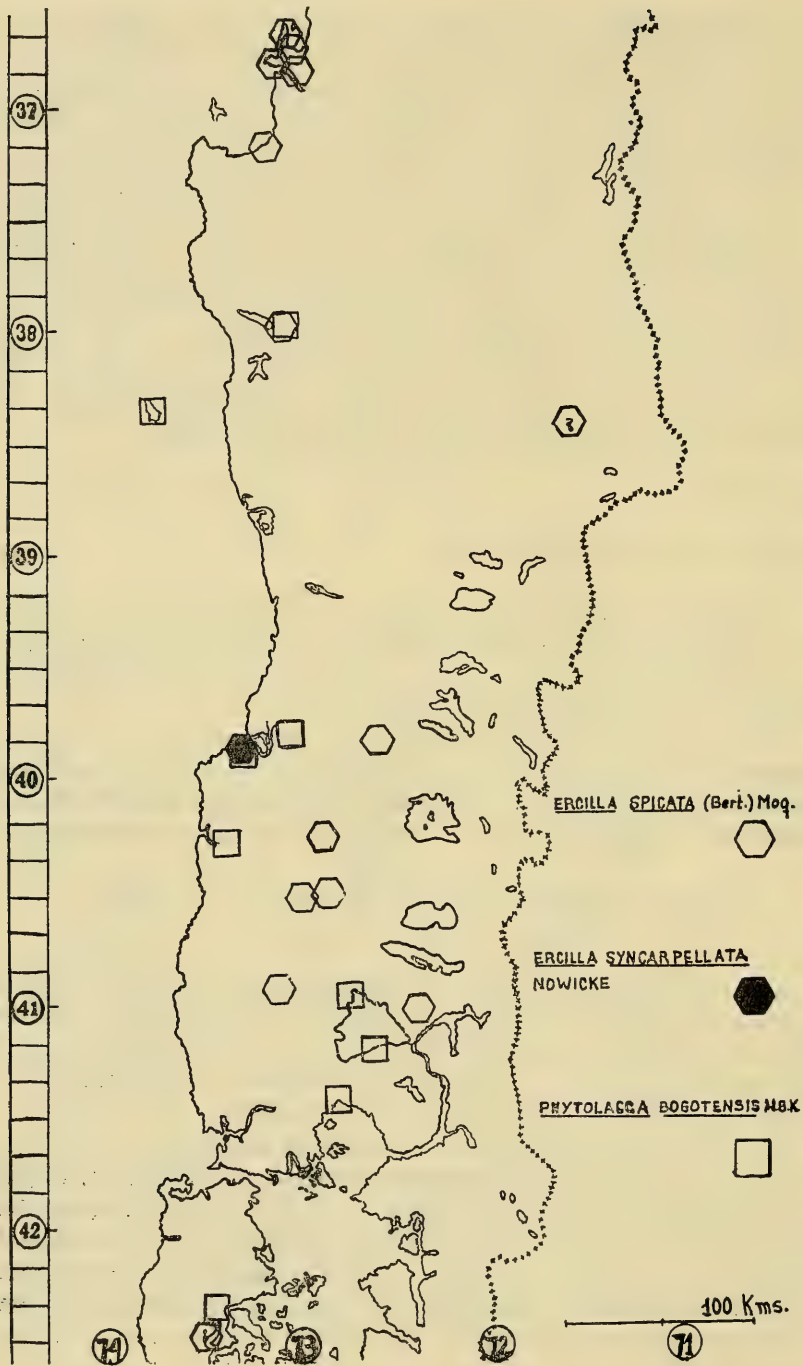 37
38
39
40
ERCILLA SPICATA (Bert.) Moq.
ERCILLA SYNCARPELLATA
NOWICKE
41
PHYTOLACCA BOGOTENSIS H.B.K
42
100 Kms.
74
73
72
71